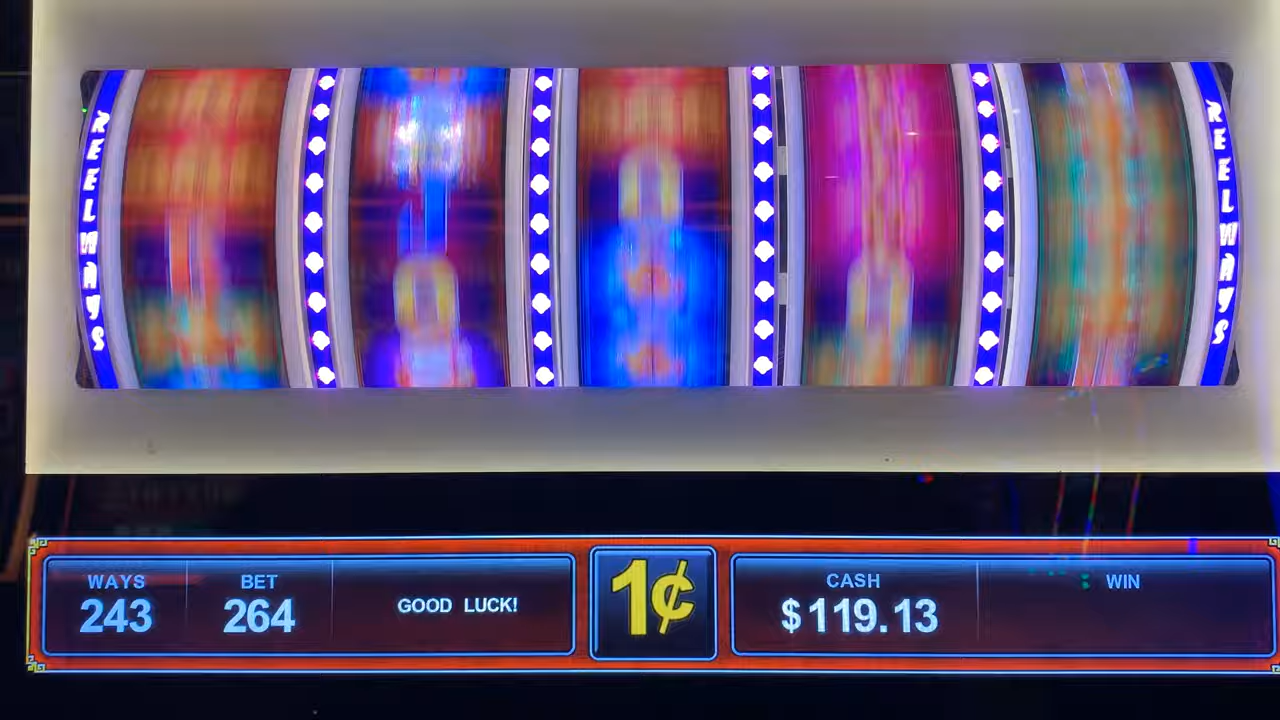 REELWAYS
REELWAYS
WAYS
243
BET
264
GOOD LUCK!
1¢
CASH
$119.13
WIN